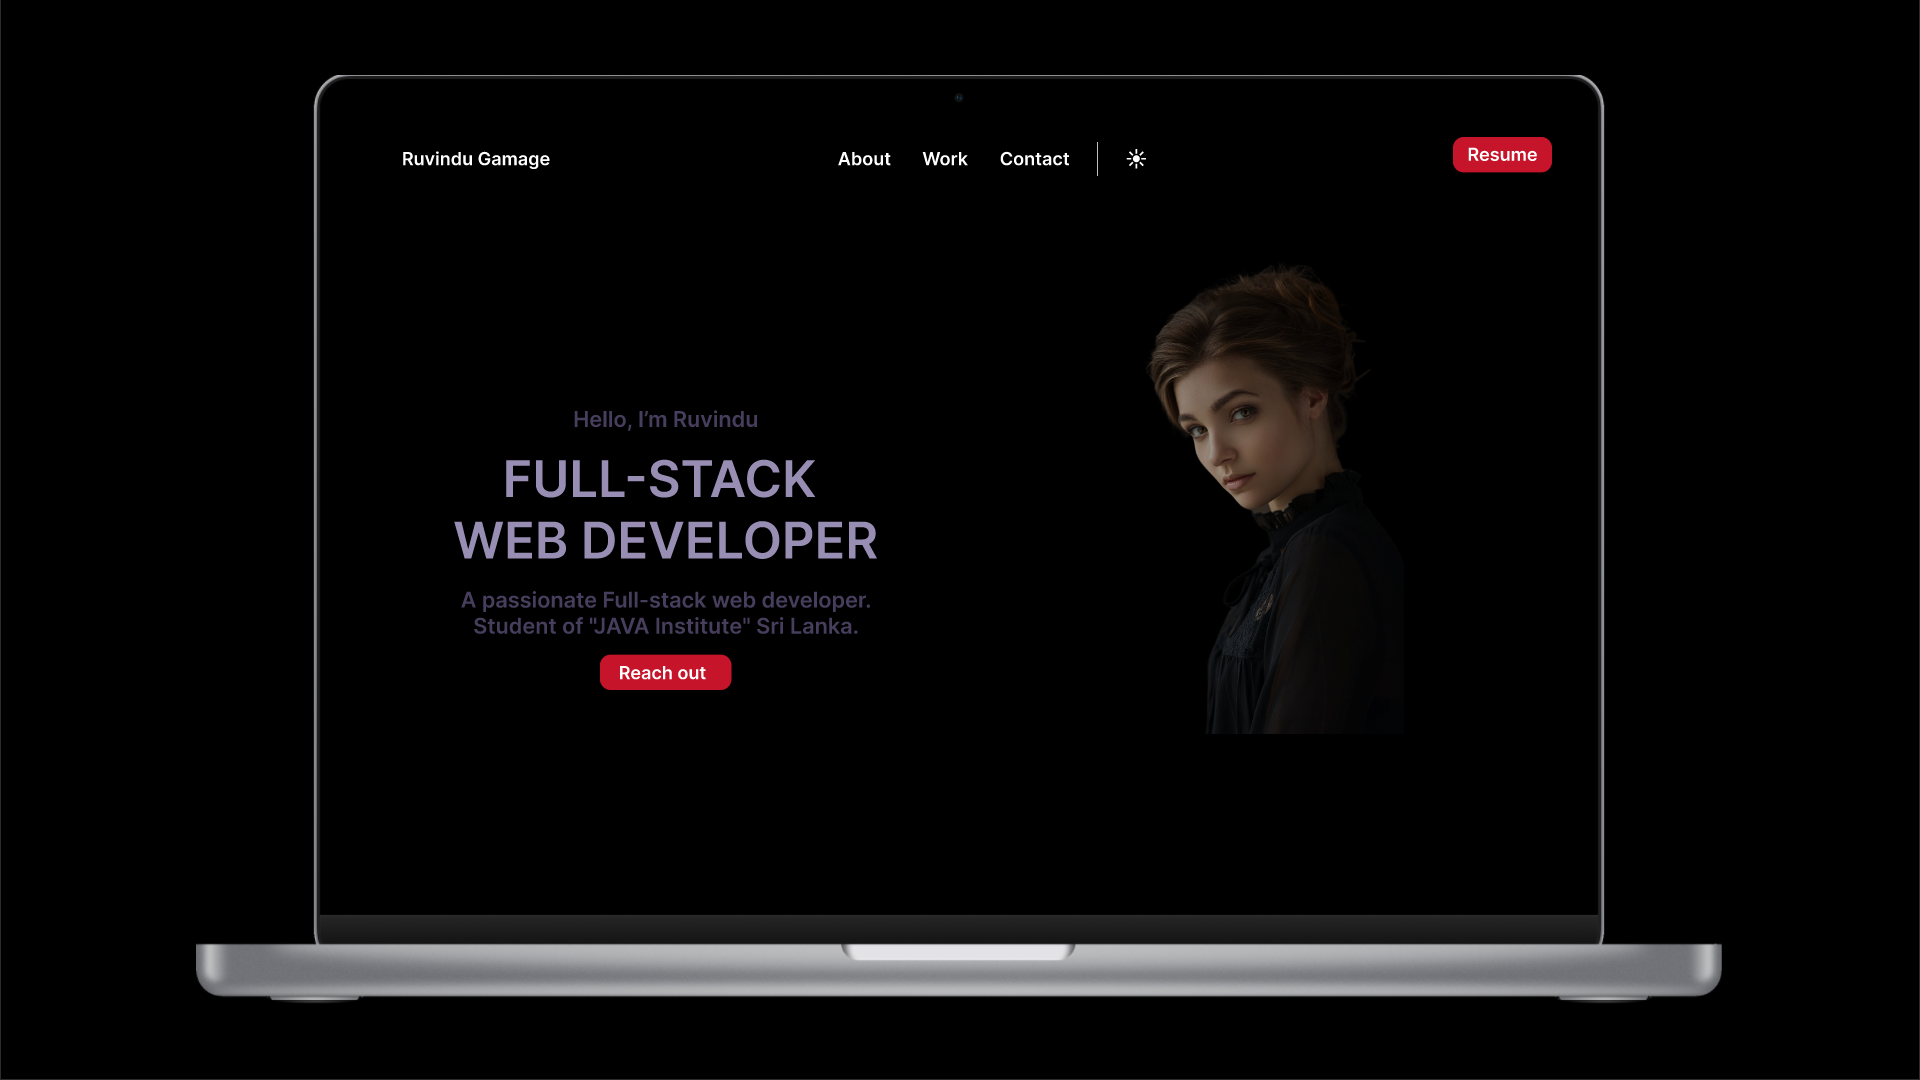 Ruvindu Gamage
About Work Contact
Resume
Hello, I’m Ruvindu
FULL-STACK
WEB DEVELOPER
A passionate Full-stack web developer.
Student of "JAVA Institute" Sri Lanka.
Reach out